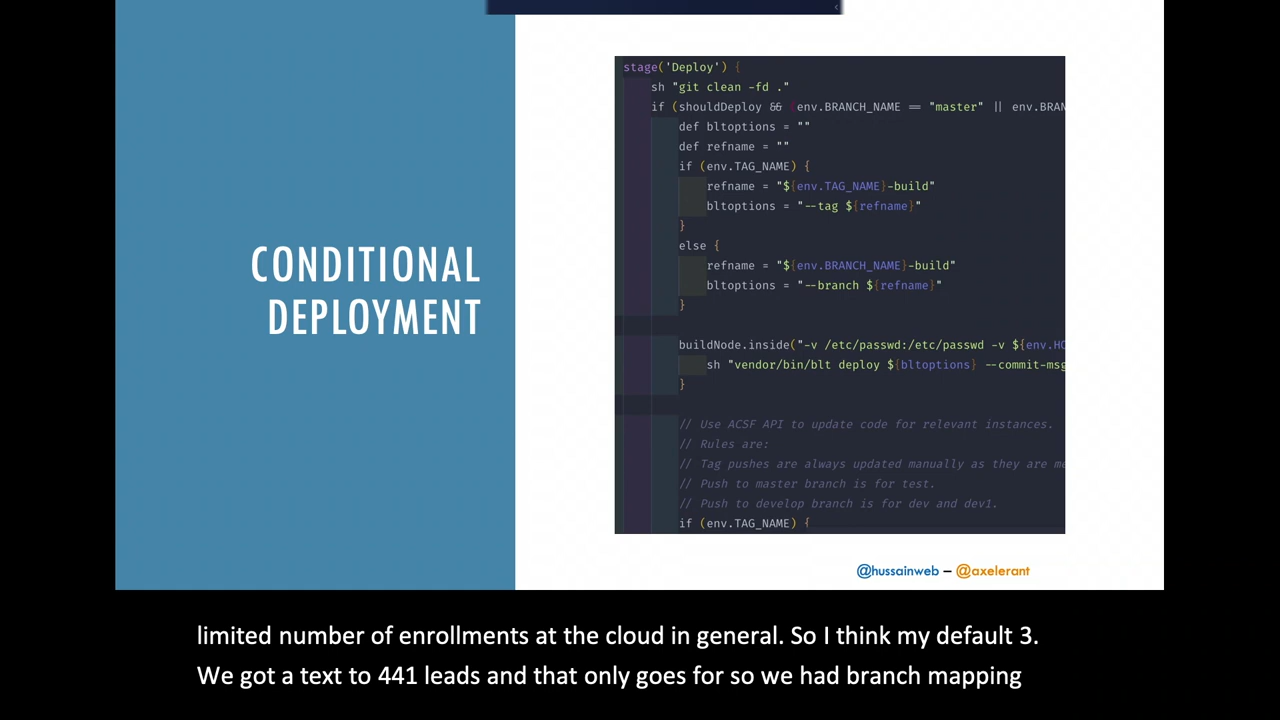 CONDITIONAL
DEPLOYMENT
stage('Deploy') {
sh "git clean -fd ."
if (shouldDeploy && (env.BRANCH_NAME == "master" || env.BRAN
def bltoptions = ""
def refname = ""
if (env.TAG_NAME) {
refname = "${env.TAG_NAME}-build"
bltoptions = "--tag ${refname}"
}
else {
refname = "${env.BRANCH_NAME}-build"
bltoptions = "--branch ${refname}"
}
buildNode.inside("-v /etc/passwd:/etc/passwd -v ${env.HO
sh "vendor/bin/blt deploy ${bltoptions} --commit-msg
}
// Use ACSF API to update code for relevant instances.
// Rules are:
// Tag pushes are always updated manually as they are me
// Push to master branch is for test.
// Push to develop branch is for dev and dev1.
if (env.TAG_NAME) {
@hussainweb – @axelerant
limited number of enrollments at the cloud in general. So I think my default 3.
We got a text to 441 leads and that only goes for so we had branch mapping